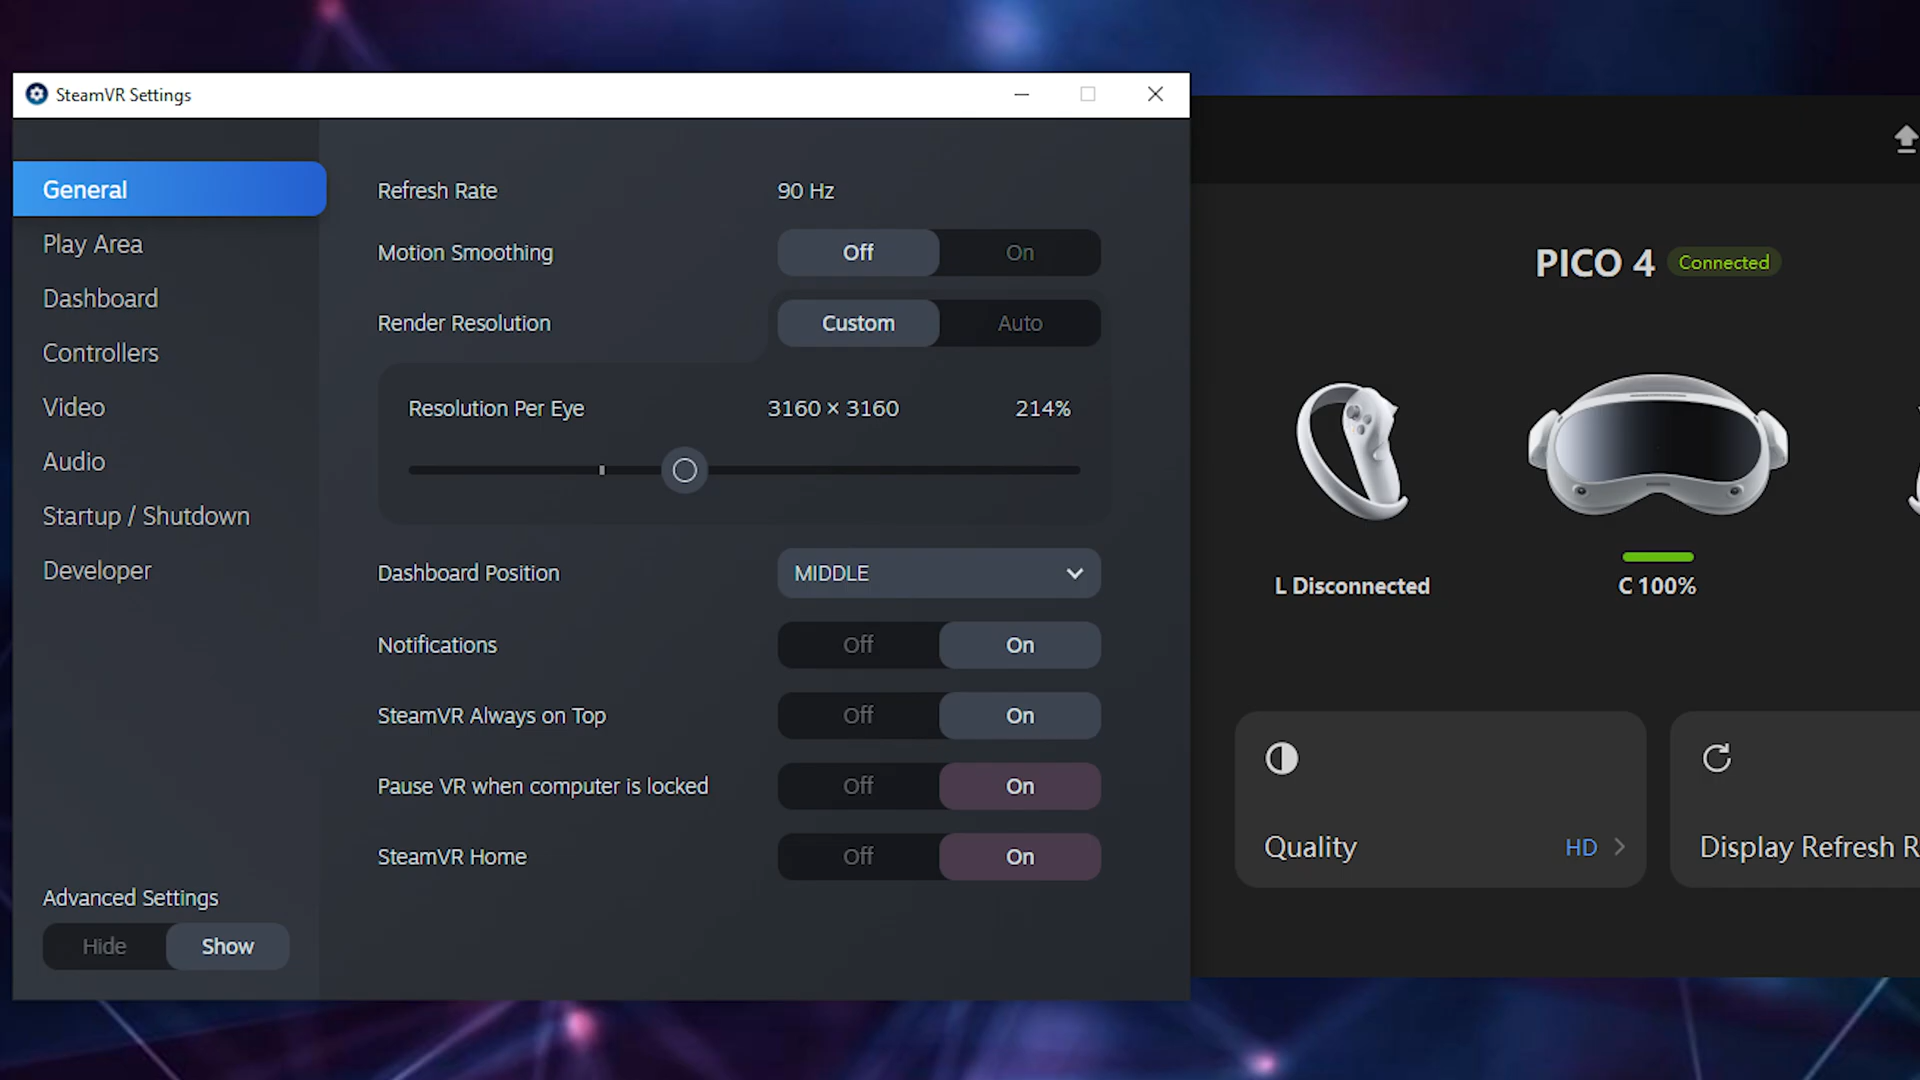 SteamVR Settings
General
Play Area
Dashboard
Controllers
Video
Audio
Startup / Shutdown
Developer
Advanced Settings
Hide Show
Refresh Rate 90 Hz
Motion Smoothing Off On
Render Resolution Custom Auto
Resolution Per Eye 3160 × 3160 214%
Dashboard Position MIDDLE
Notifications Off On
SteamVR Always on Top Off On
Pause VR when computer is locked Off On
SteamVR Home Off On
PICO 4 Connected
L Disconnected
C 100%
Quality HD
Display Refresh R